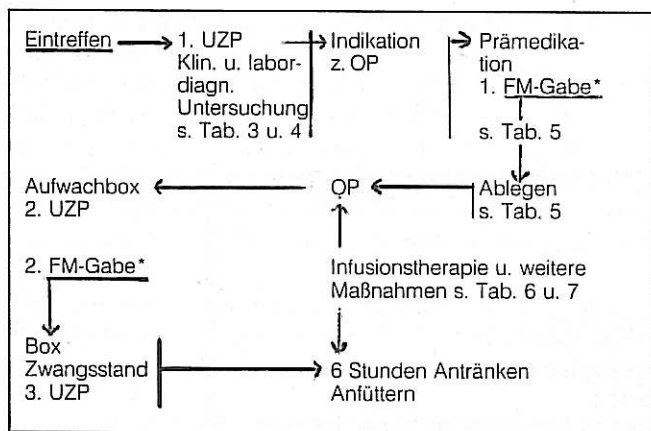 Eintreffen
1. UZP
Klin. u. labor-
diagn.
Untersuchung
s. Tab. 3 u. 4
Indikation
z. OP
Prämedika-
tion
1. FM-Gabe*
s. Tab. 5
Ablegen
s. Tab. 5
OP
Aufwachbox
2. UZP
2. FM-Gabe*
Infusionstherapie u. weitere
Maßnahmen s. Tab. 6 u. 7
Box
Zwangsstand
3. UZP
6 Stunden Antränken
Anfüttern